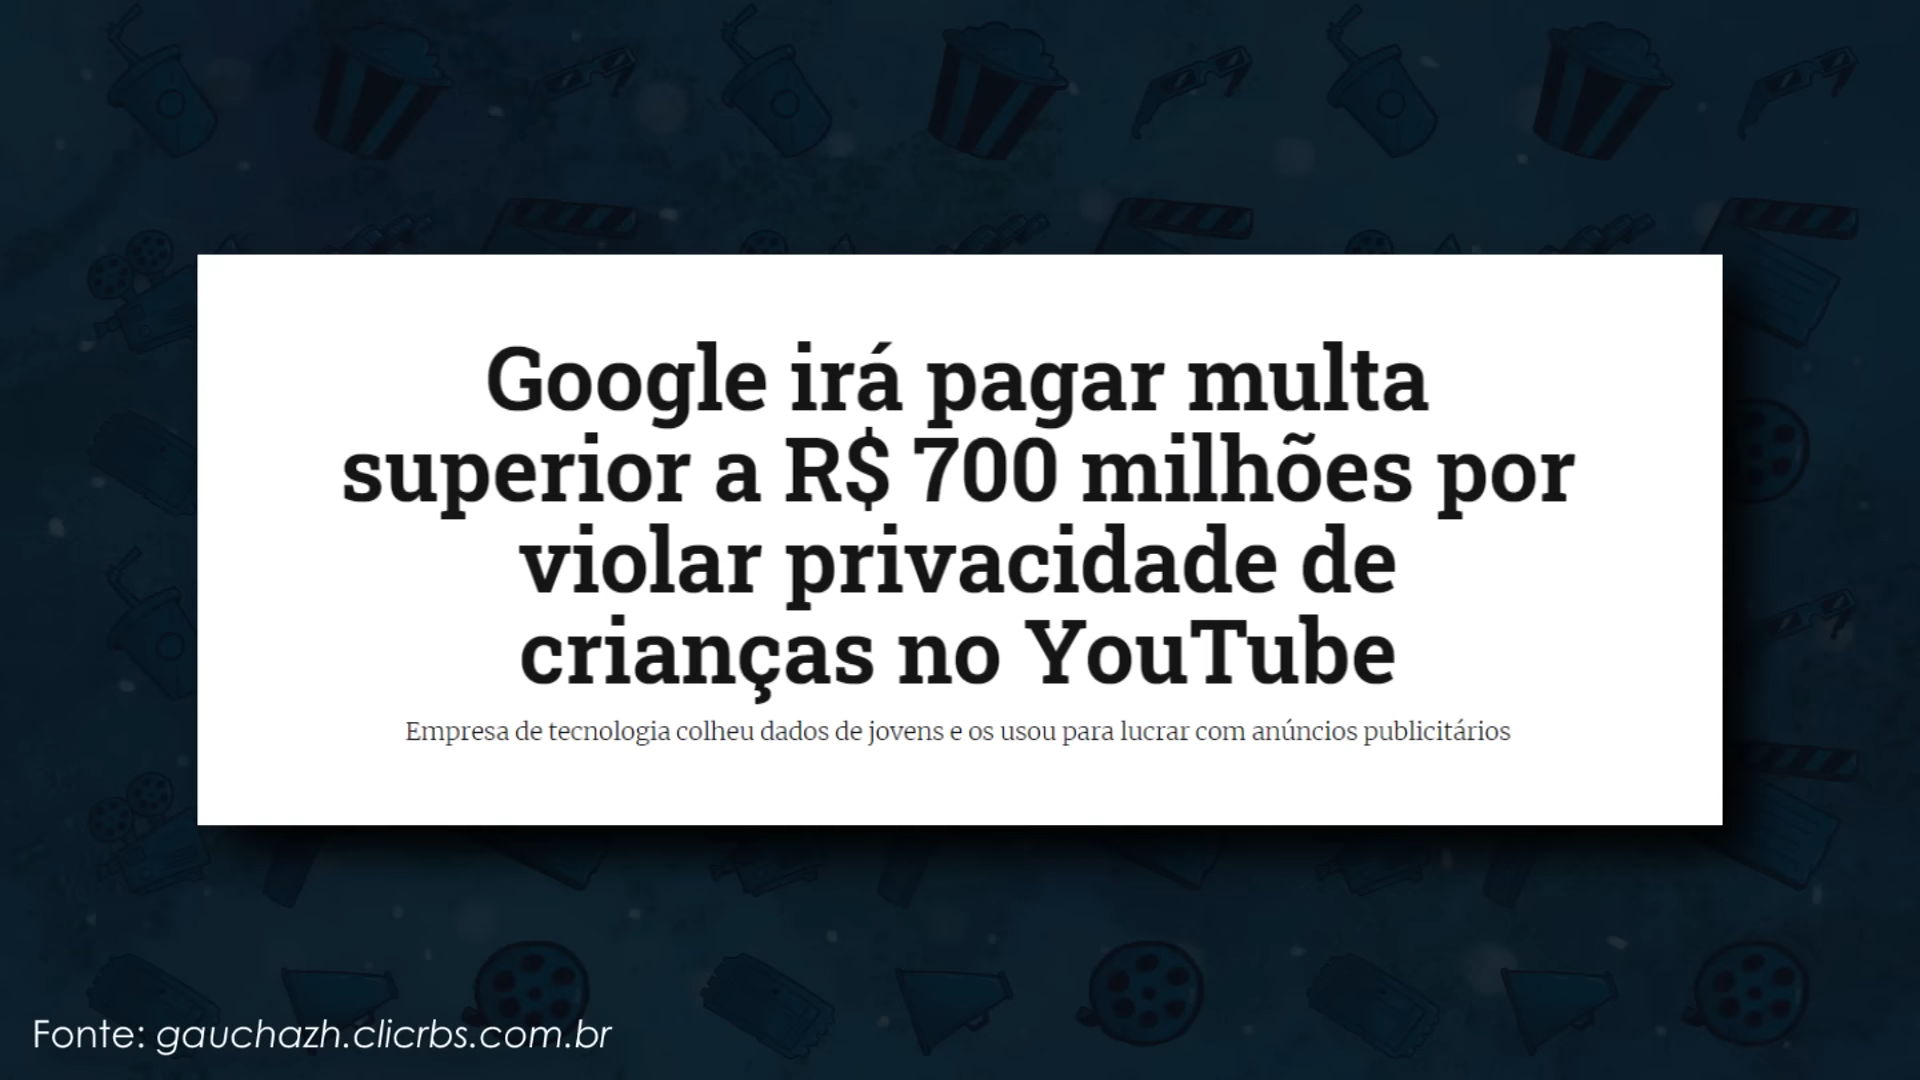 Google irá pagar multa
superior a R$ 700 milhões por
violar privacidade de
crianças no YouTube
Empresa de tecnologia colheu dados de jovens e os usou para lucrar com anúncios publicitários
Fonte: gauchazh.clicrbs.com.br